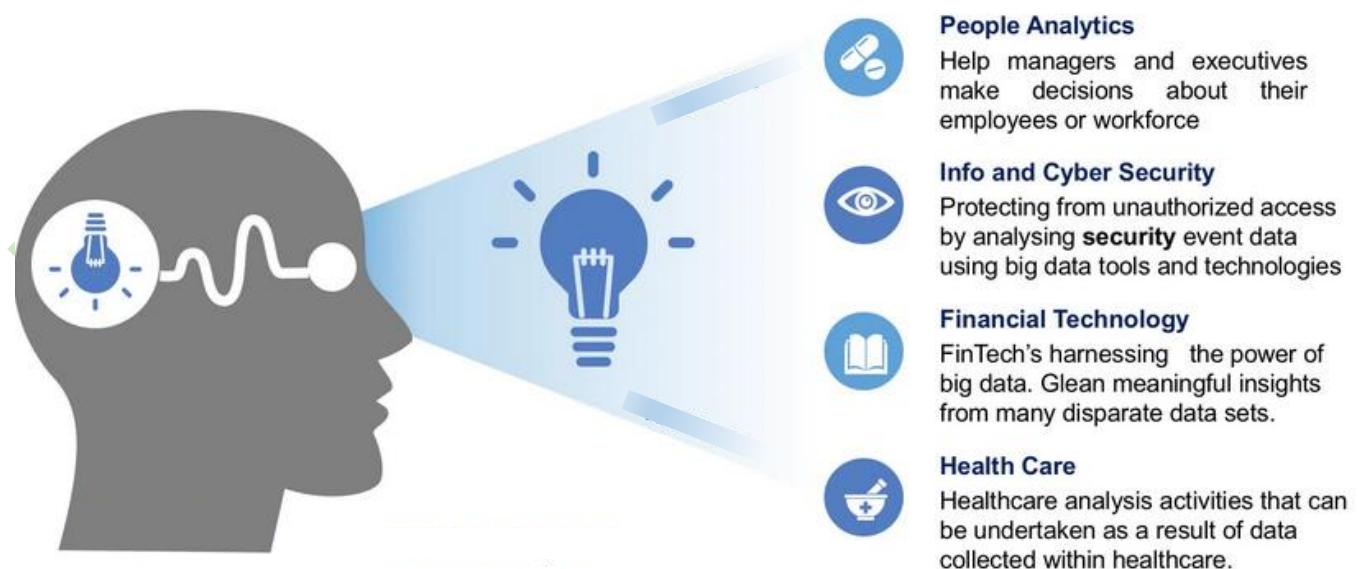 People Analytics
Help managers and executives
make decisions about their
employees or workforce
Info and Cyber Security
Protecting from unauthorized access
by analysing security event data
using big data tools and technologies
Financial Technology
FinTech's harnessing the power of
big data. Glean meaningful insights
from many disparate data sets.
Health Care
Healthcare analysis activities that can
be undertaken as a result of data
collected within healthcare.